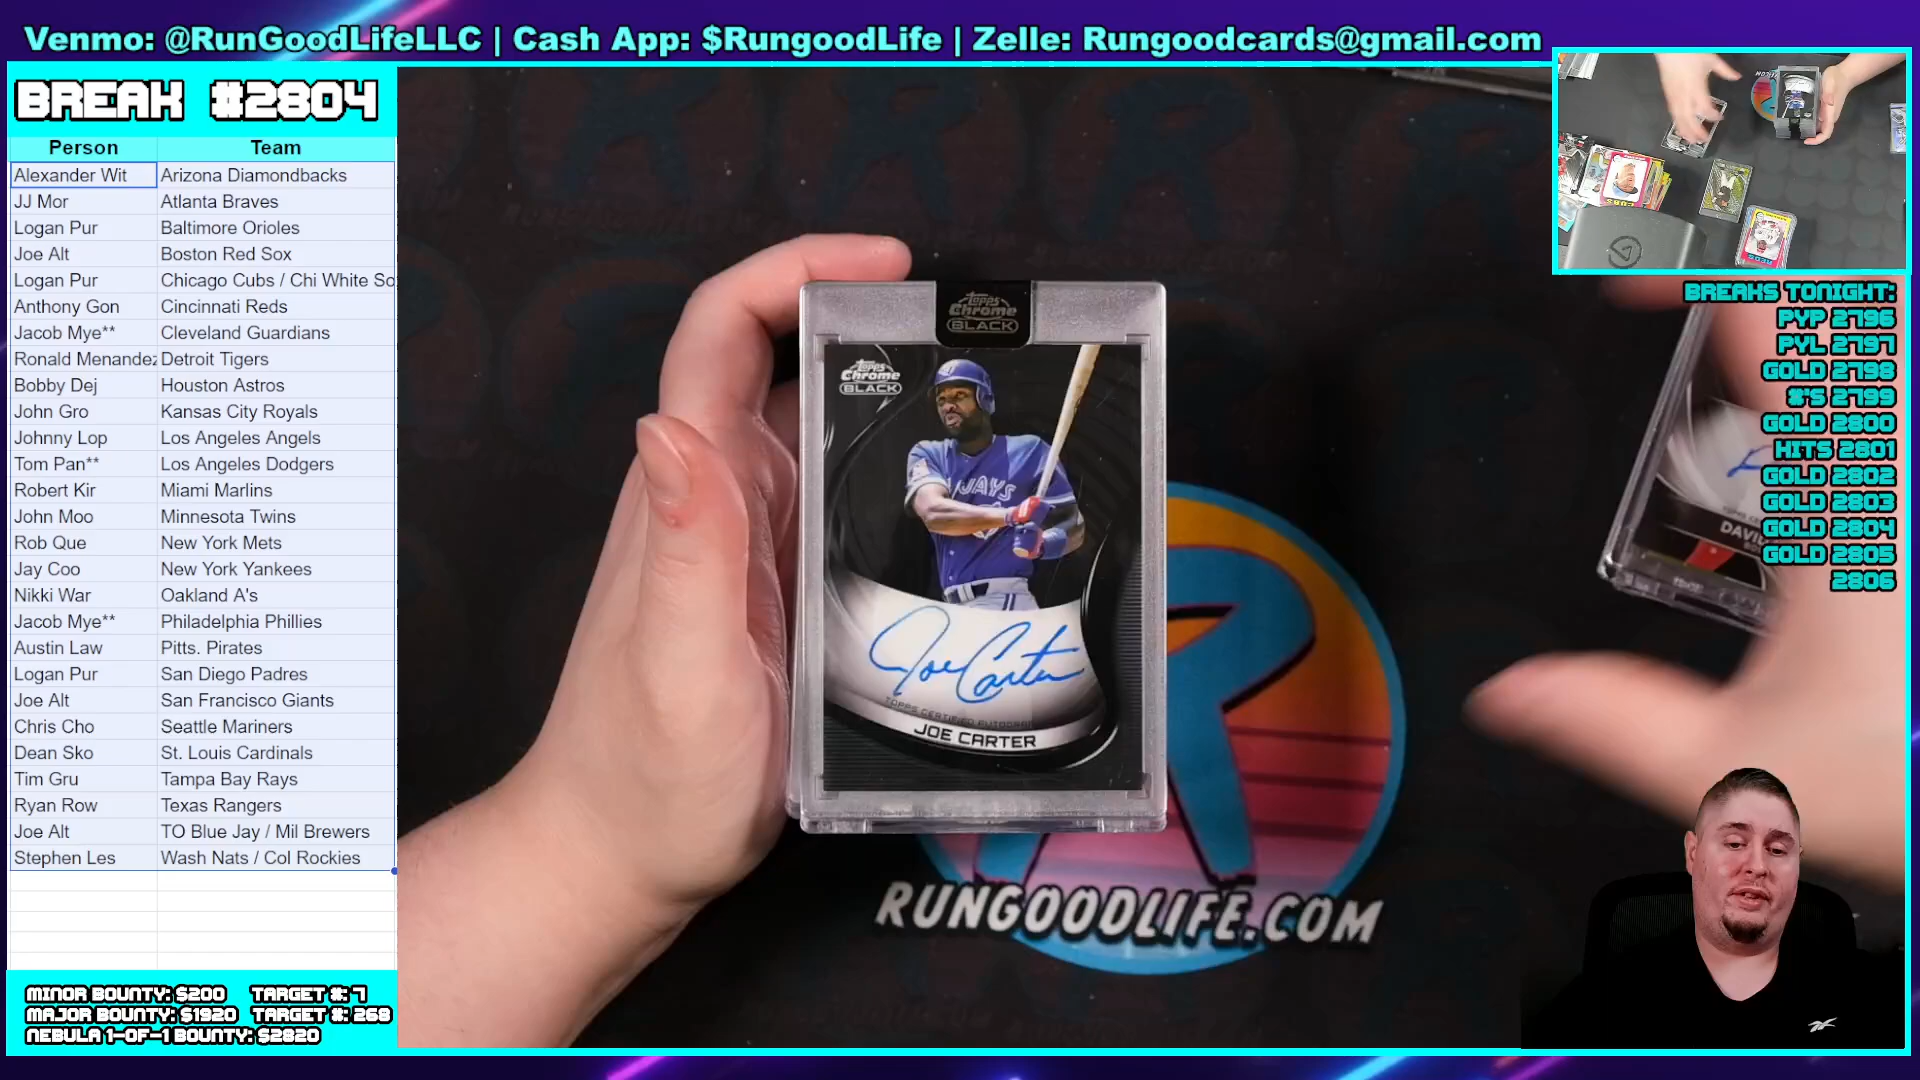 Venmo: @RunGoodLifeLLC | Cash App: $RungoodLife | Zelle: Rungoodcards@gmail.com
BREAK #2804
Person Team
Alexander Wit Arizona Diamondbacks
JJ Mor Atlanta Braves
Logan Pur Baltimore Orioles
Joe Alt Boston Red Sox
Logan Pur Chicago Cubs / Chi White So
Anthony Gon Cincinnati Reds
Jacob Mye** Cleveland Guardians
Ronald Menandez Detroit Tigers
Bobby Dej Houston Astros
John Gro Kansas City Royals
Johnny Lop Los Angeles Angels
Tom Pan** Los Angeles Dodgers
Robert Kir Miami Marlins
John Moo Minnesota Twins
Rob Que New York Mets
Jay Coo New York Yankees
Nikki War Oakland A's
Jacob Mye** Philadelphia Phillies
Austin Law Pitts. Pirates
Logan Pur San Diego Padres
Joe Alt San Francisco Giants
Chris Cho Seattle Mariners
Dean Sko St. Louis Cardinals
Tim Gru Tampa Bay Rays
Ryan Row Texas Rangers
Joe Alt TO Blue Jay / Mil Brewers
Stephen Les Wash Nats / Col Rockies
MINOR BOUNTY: $200 TARGET #: 7
MAJOR BOUNTY: $1920 TARGET #: 268
NEBULA 1-OF-1 BOUNTY: $2820
Topps
Chrome
BLACK
Topps
Chrome
BLACK
JAYS
Joe Carter
TOPPS CERTIFIED AUTOGRAPH
JOE CARTER
RUNGOODLIFE.COM
DAVID
BREAKS TONIGHT:
PYP 2796
PYL 2797
GOLD 2798
#'S 2799
GOLD 2800
HITS 2801
GOLD 2802
GOLD 2803
GOLD 2804
GOLD 2805
2806
CUBS
REDS